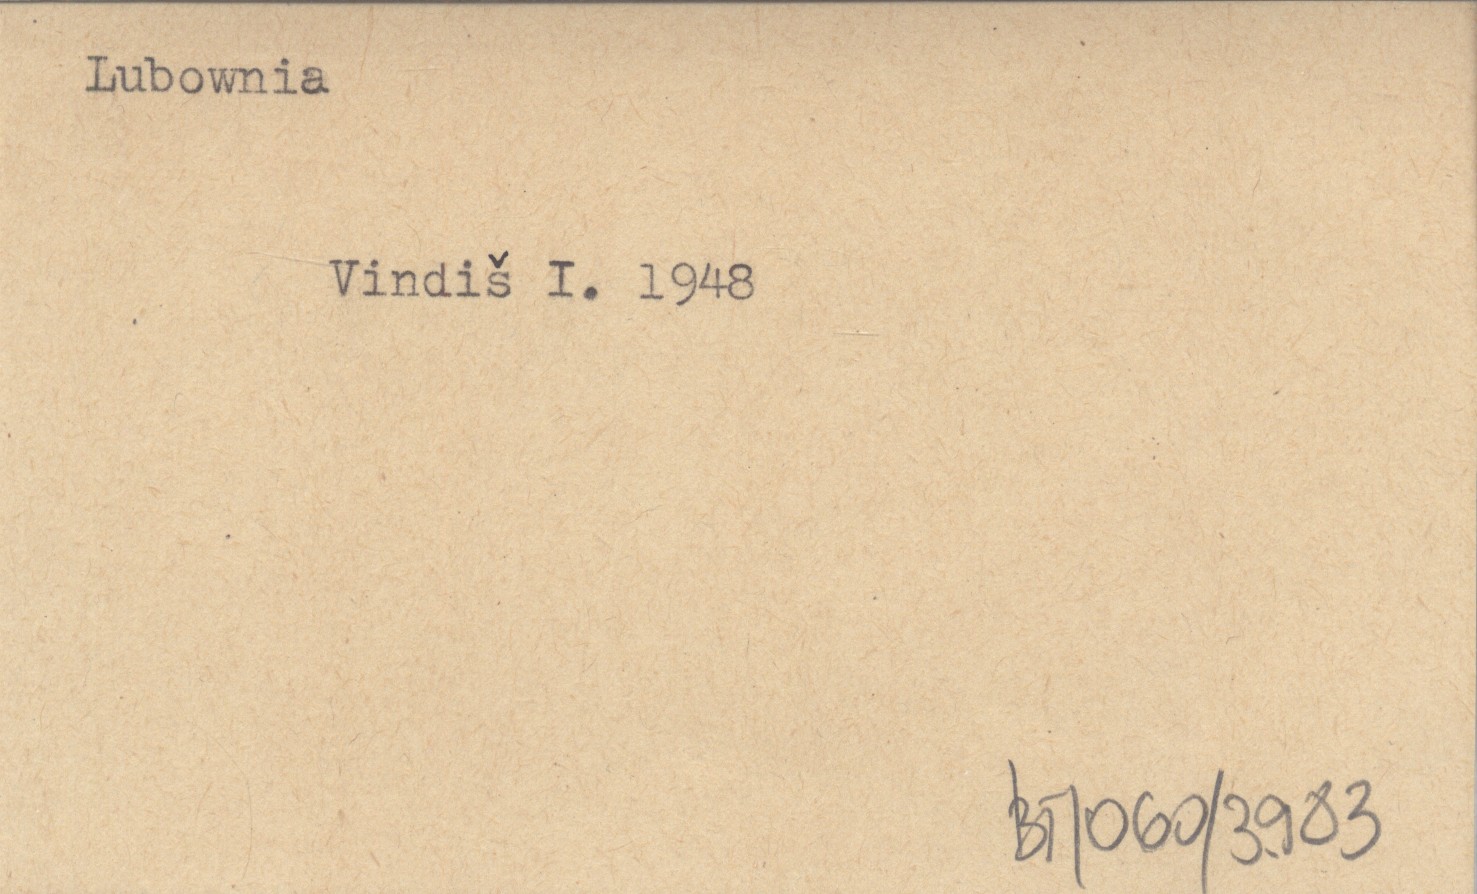 Lubownia
Vindiš I. 1948
BT/060/3983